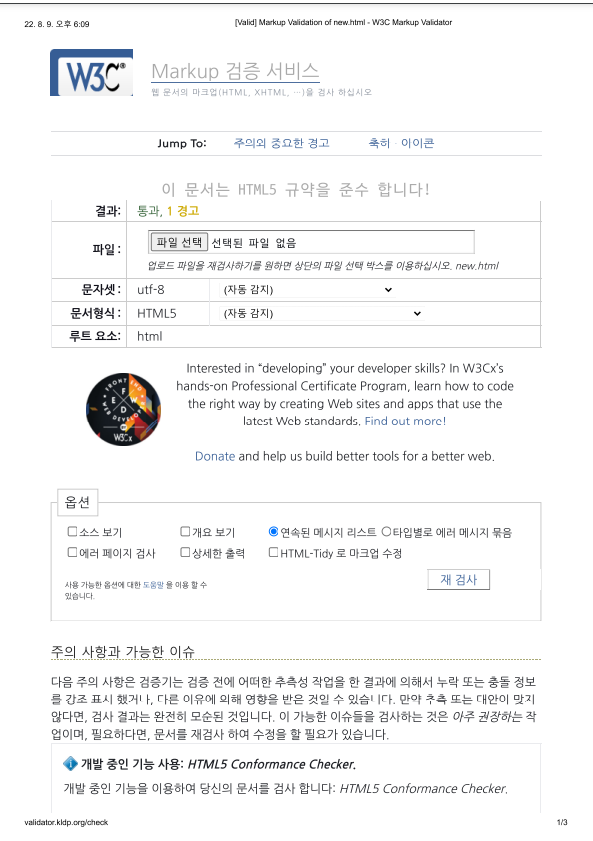 22. 8. 9. 오후 6:09
[Valid] Markup Validation of new.html - W3C Markup Validator
W3C®
Markup 검증 서비스
웹 문서의 마크업(HTML, XHTML, …)을 검사 하십시오
Jump To: 주의외 중요한 경고 축하 · 아이콘
이 문서는 HTML5 규약을 준수 합니다!
결과: 통과, 1 경고
파일 : 파일 선택 선택된 파일 없음
업로드 파일을 재검사하기를 원하면 상단의 파일 선택 박스를 이용하십시오. new.html
문자셋 : utf-8 (자동 감지)
문서형식 : HTML5 (자동 감지)
루트 요소: html
Interested in “developing” your developer skills? In W3Cx’s
hands-on Professional Certificate Program, learn how to code
the right way by creating Web sites and apps that use the
latest Web standards. Find out more!
FRONT END
W3Cx
Donate and help us build better tools for a better web.
옵션
소스 보기 개요 보기 연속된 메시지 리스트 타입별로 에러 메시지 묶음
에러 페이지 검사 상세한 출력 HTML-Tidy 로 마크업 수정
재 검사
사용 가능한 옵션에 대한 도움말 을 이용 할 수
있습니다.
주의 사항과 가능한 이슈
다음 주의 사항은 검증기는 검증 전에 어떠한 추측성 작업을 한 결과에 의해서 누락 또는 충돌 정보
를 강조 표시 했거나, 다른 이유에 의해 영향을 받은 것일 수 있습니다. 만약 추측 또는 대안이 맞지
않다면, 검사 결과는 완전히 모순된 것입니다. 이 가능한 이슈들을 검사하는 것은 아주 권장하는 작
업이며, 필요하다면, 문서를 재검사 하여 수정을 할 필요가 있습니다.
개발 중인 기능 사용: HTML5 Conformance Checker.
개발 중인 기능을 이용하여 당신의 문서를 검사 합니다: HTML5 Conformance Checker.
validator.kldp.org/check
1/3